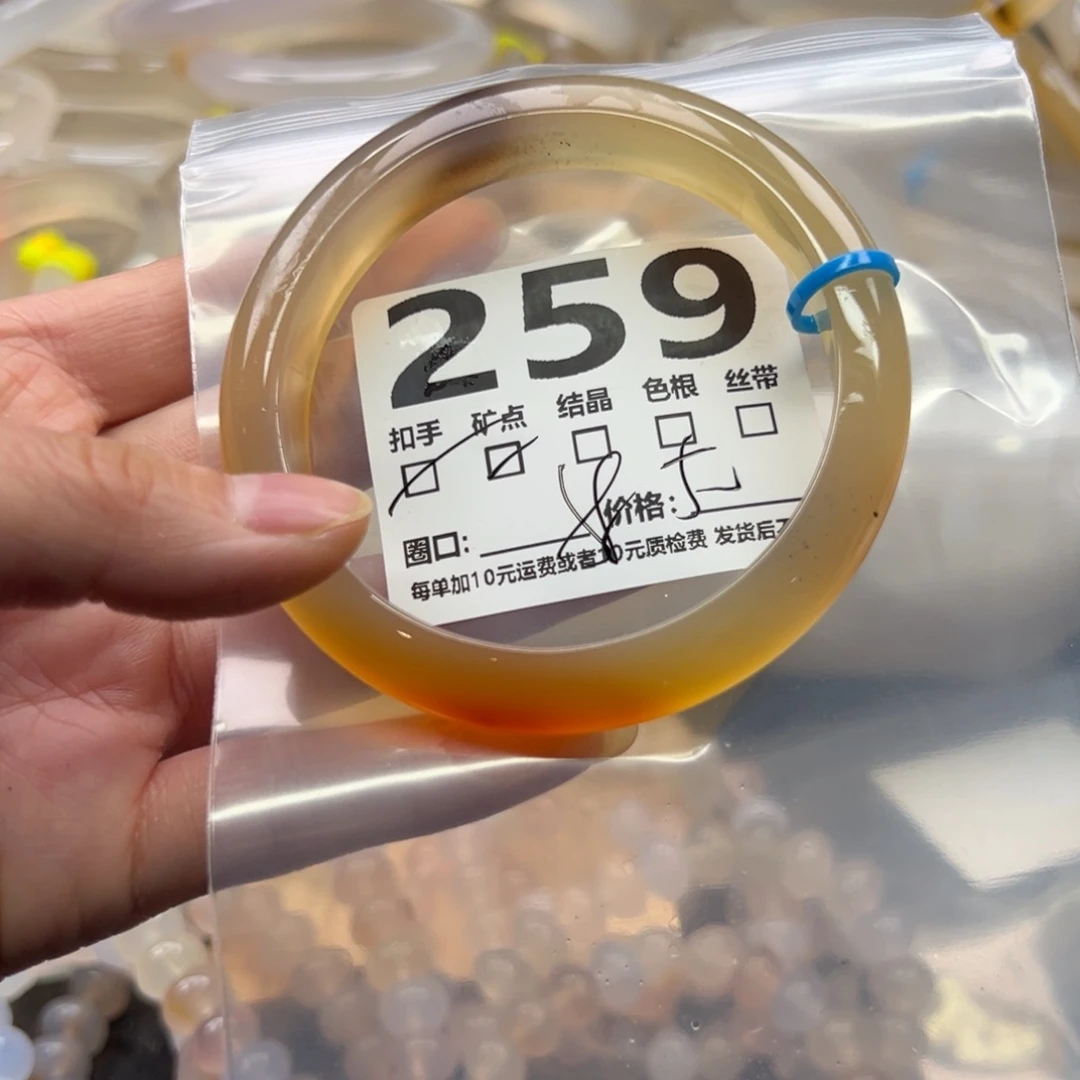 259
扣手 矿点 结晶 色根 丝带
圈口: 价格:
每单加10元运费或者10元质检费 发货后不